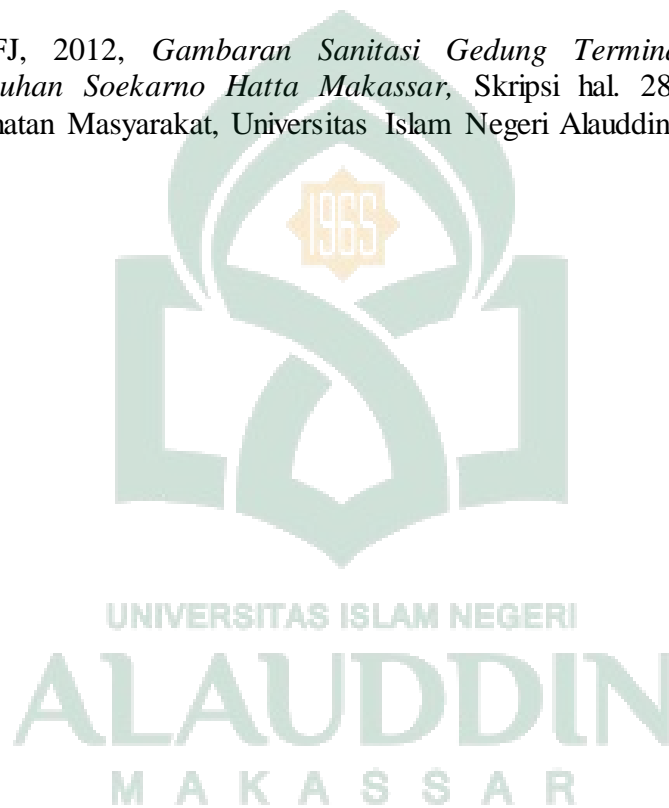 FJ, 2012, Gambaran Sanitasi Gedung Termina
uhan Soekarno Hatta Makassar, Skripsi hal. 28
natan Masyarakat, Universitas Islam Negeri Alauddin
1965
UNIVERSITAS ISLAM NEGERI
ALAUDDIN
MAKASSAR